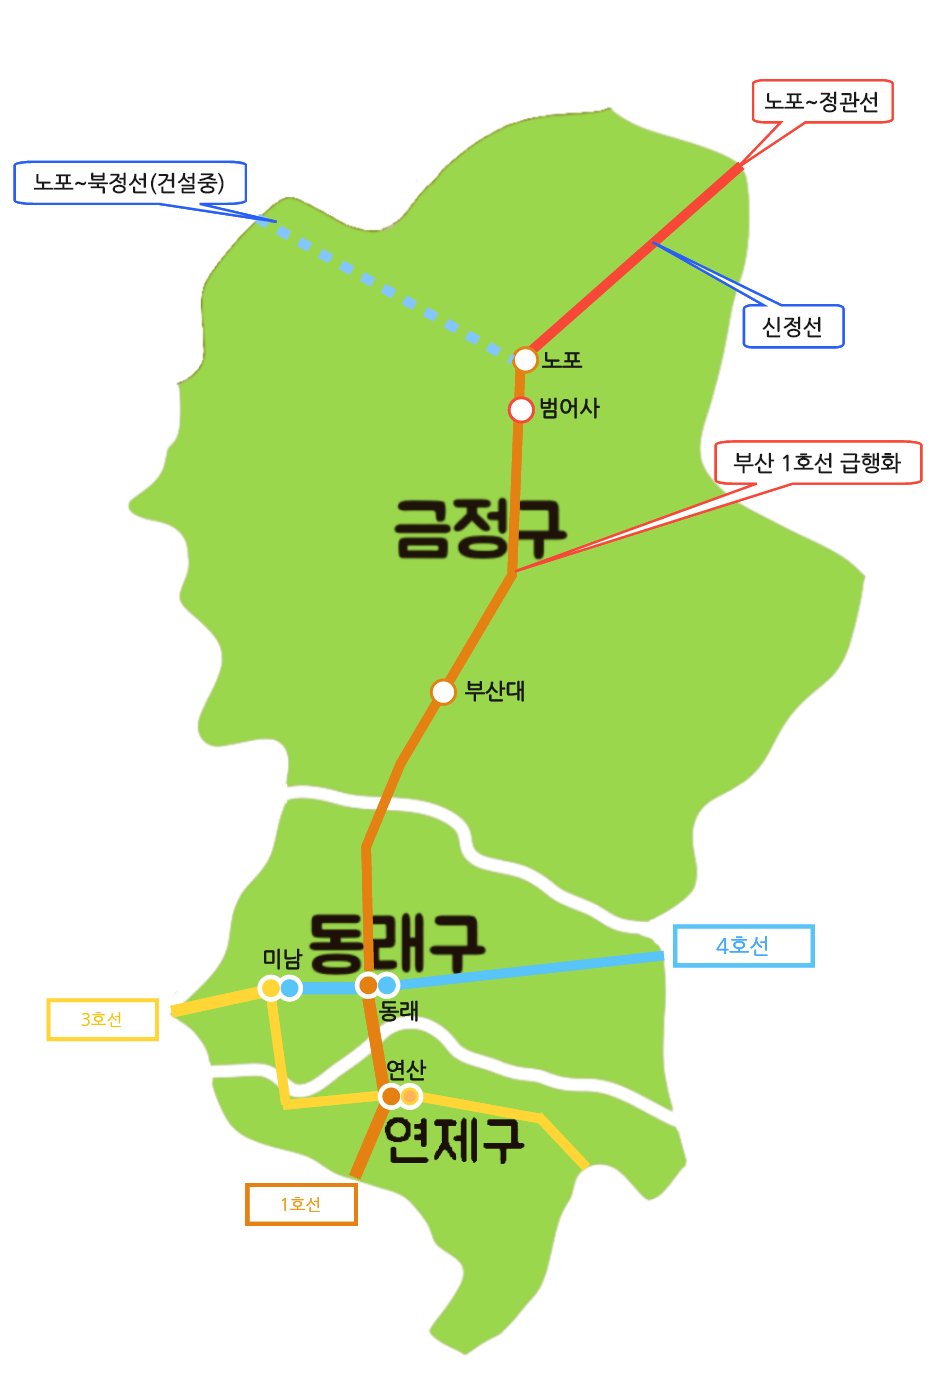 노포~정관선
노포~북정선(건설중)
신정선
노포
범어사
부산 1호선 급행화
금정구
부산대
동래구
4호선
미남
동래
3호선
연산
연제구
1호선